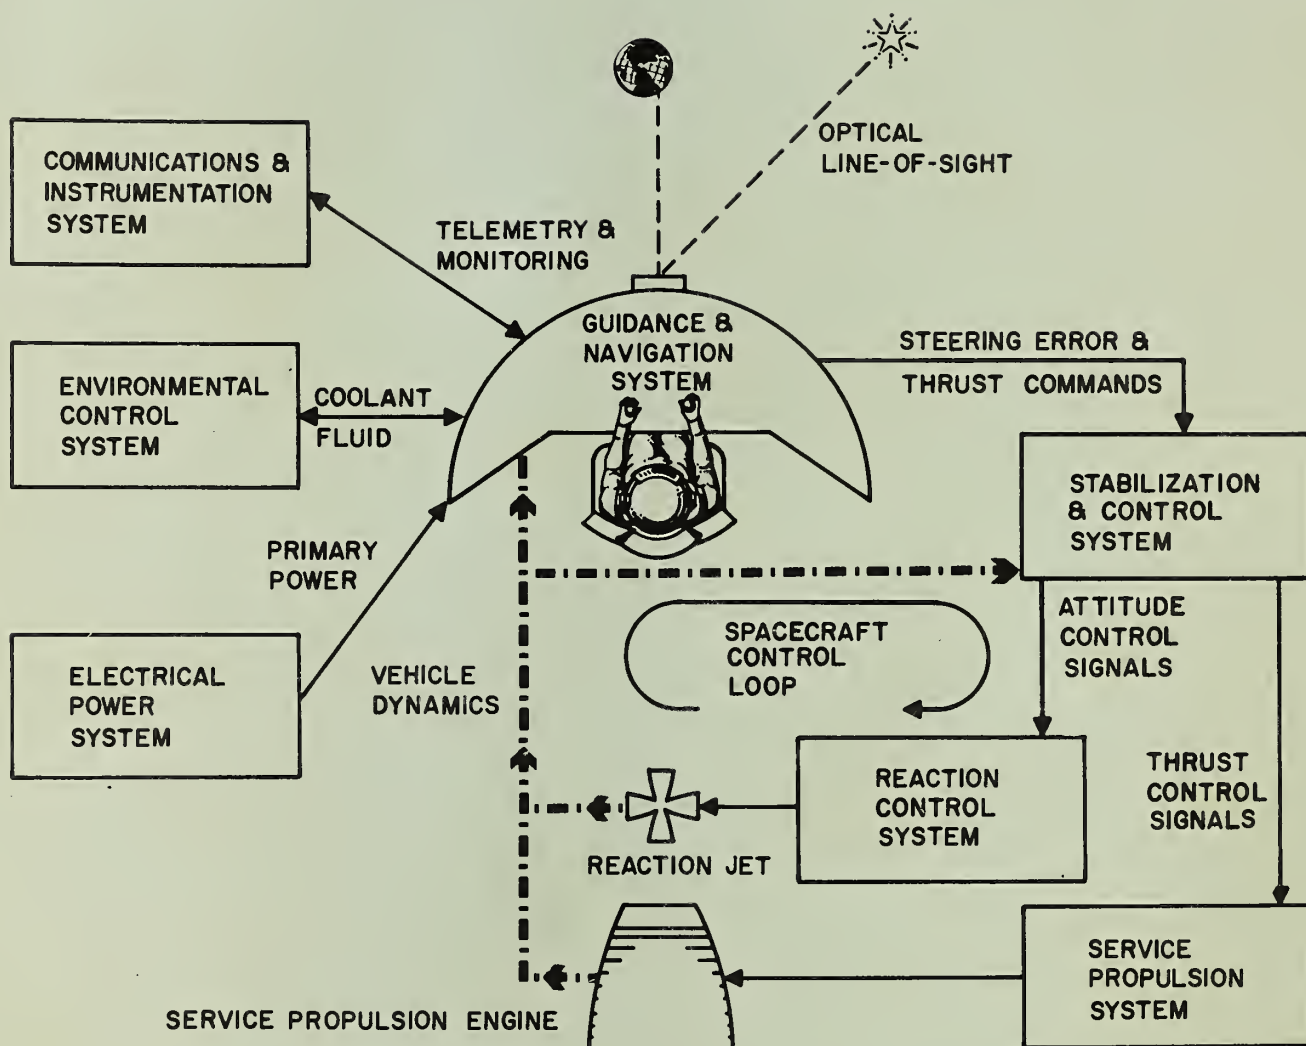 OPTICAL
LINE-OF-SIGHT
COMMUNICATIONS &
INSTRUMENTATION
SYSTEM
TELEMETRY &
MONITORING
GUIDANCE &
NAVIGATION
SYSTEM
STEERING ERROR &
THRUST COMMANDS
ENVIRONMENTAL
CONTROL
SYSTEM
COOLANT
FLUID
STABILIZATION
& CONTROL
SYSTEM
PRIMARY
POWER
ATTITUDE
CONTROL
SIGNALS
SPACECRAFT
CONTROL
LOOP
ELECTRICAL
POWER
SYSTEM
VEHICLE
DYNAMICS
REACTION
CONTROL
SYSTEM
THRUST
CONTROL
SIGNALS
REACTION JET
SERVICE
PROPULSION
SYSTEM
SERVICE PROPULSION ENGINE